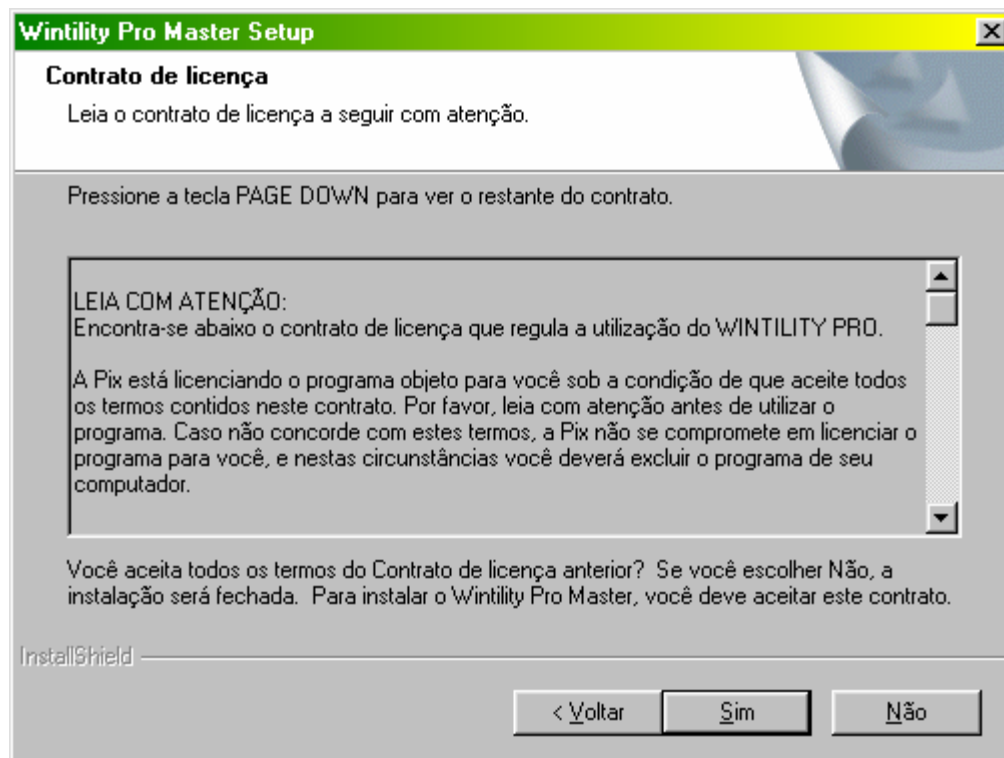 Wintility Pro Master Setup
Contrato de licença
Leia o contrato de licença a seguir com atenção.
Pressione a tecla PAGE DOWN para ver o restante do contrato.
LEIA COM ATENÇÃO:
Encontra-se abaixo o contrato de licença que regula a utilização do WINTILITY PRO.
A Pix está licenciando o programa objeto para você sob a condição de que aceite todos
os termos contidos neste contrato. Por favor, leia com atenção antes de utilizar o
programa. Caso não concorde com estes termos, a Pix não se compromete em licenciar o
programa para você, e nestas circunstâncias você deverá excluir o programa de seu
computador.
Você aceita todos os termos do Contrato de licença anterior?  Se você escolher Não, a
instalação será fechada.  Para instalar o Wintility Pro Master, você deve aceitar este contrato.
InstallShield
< Voltar
Sim
Não